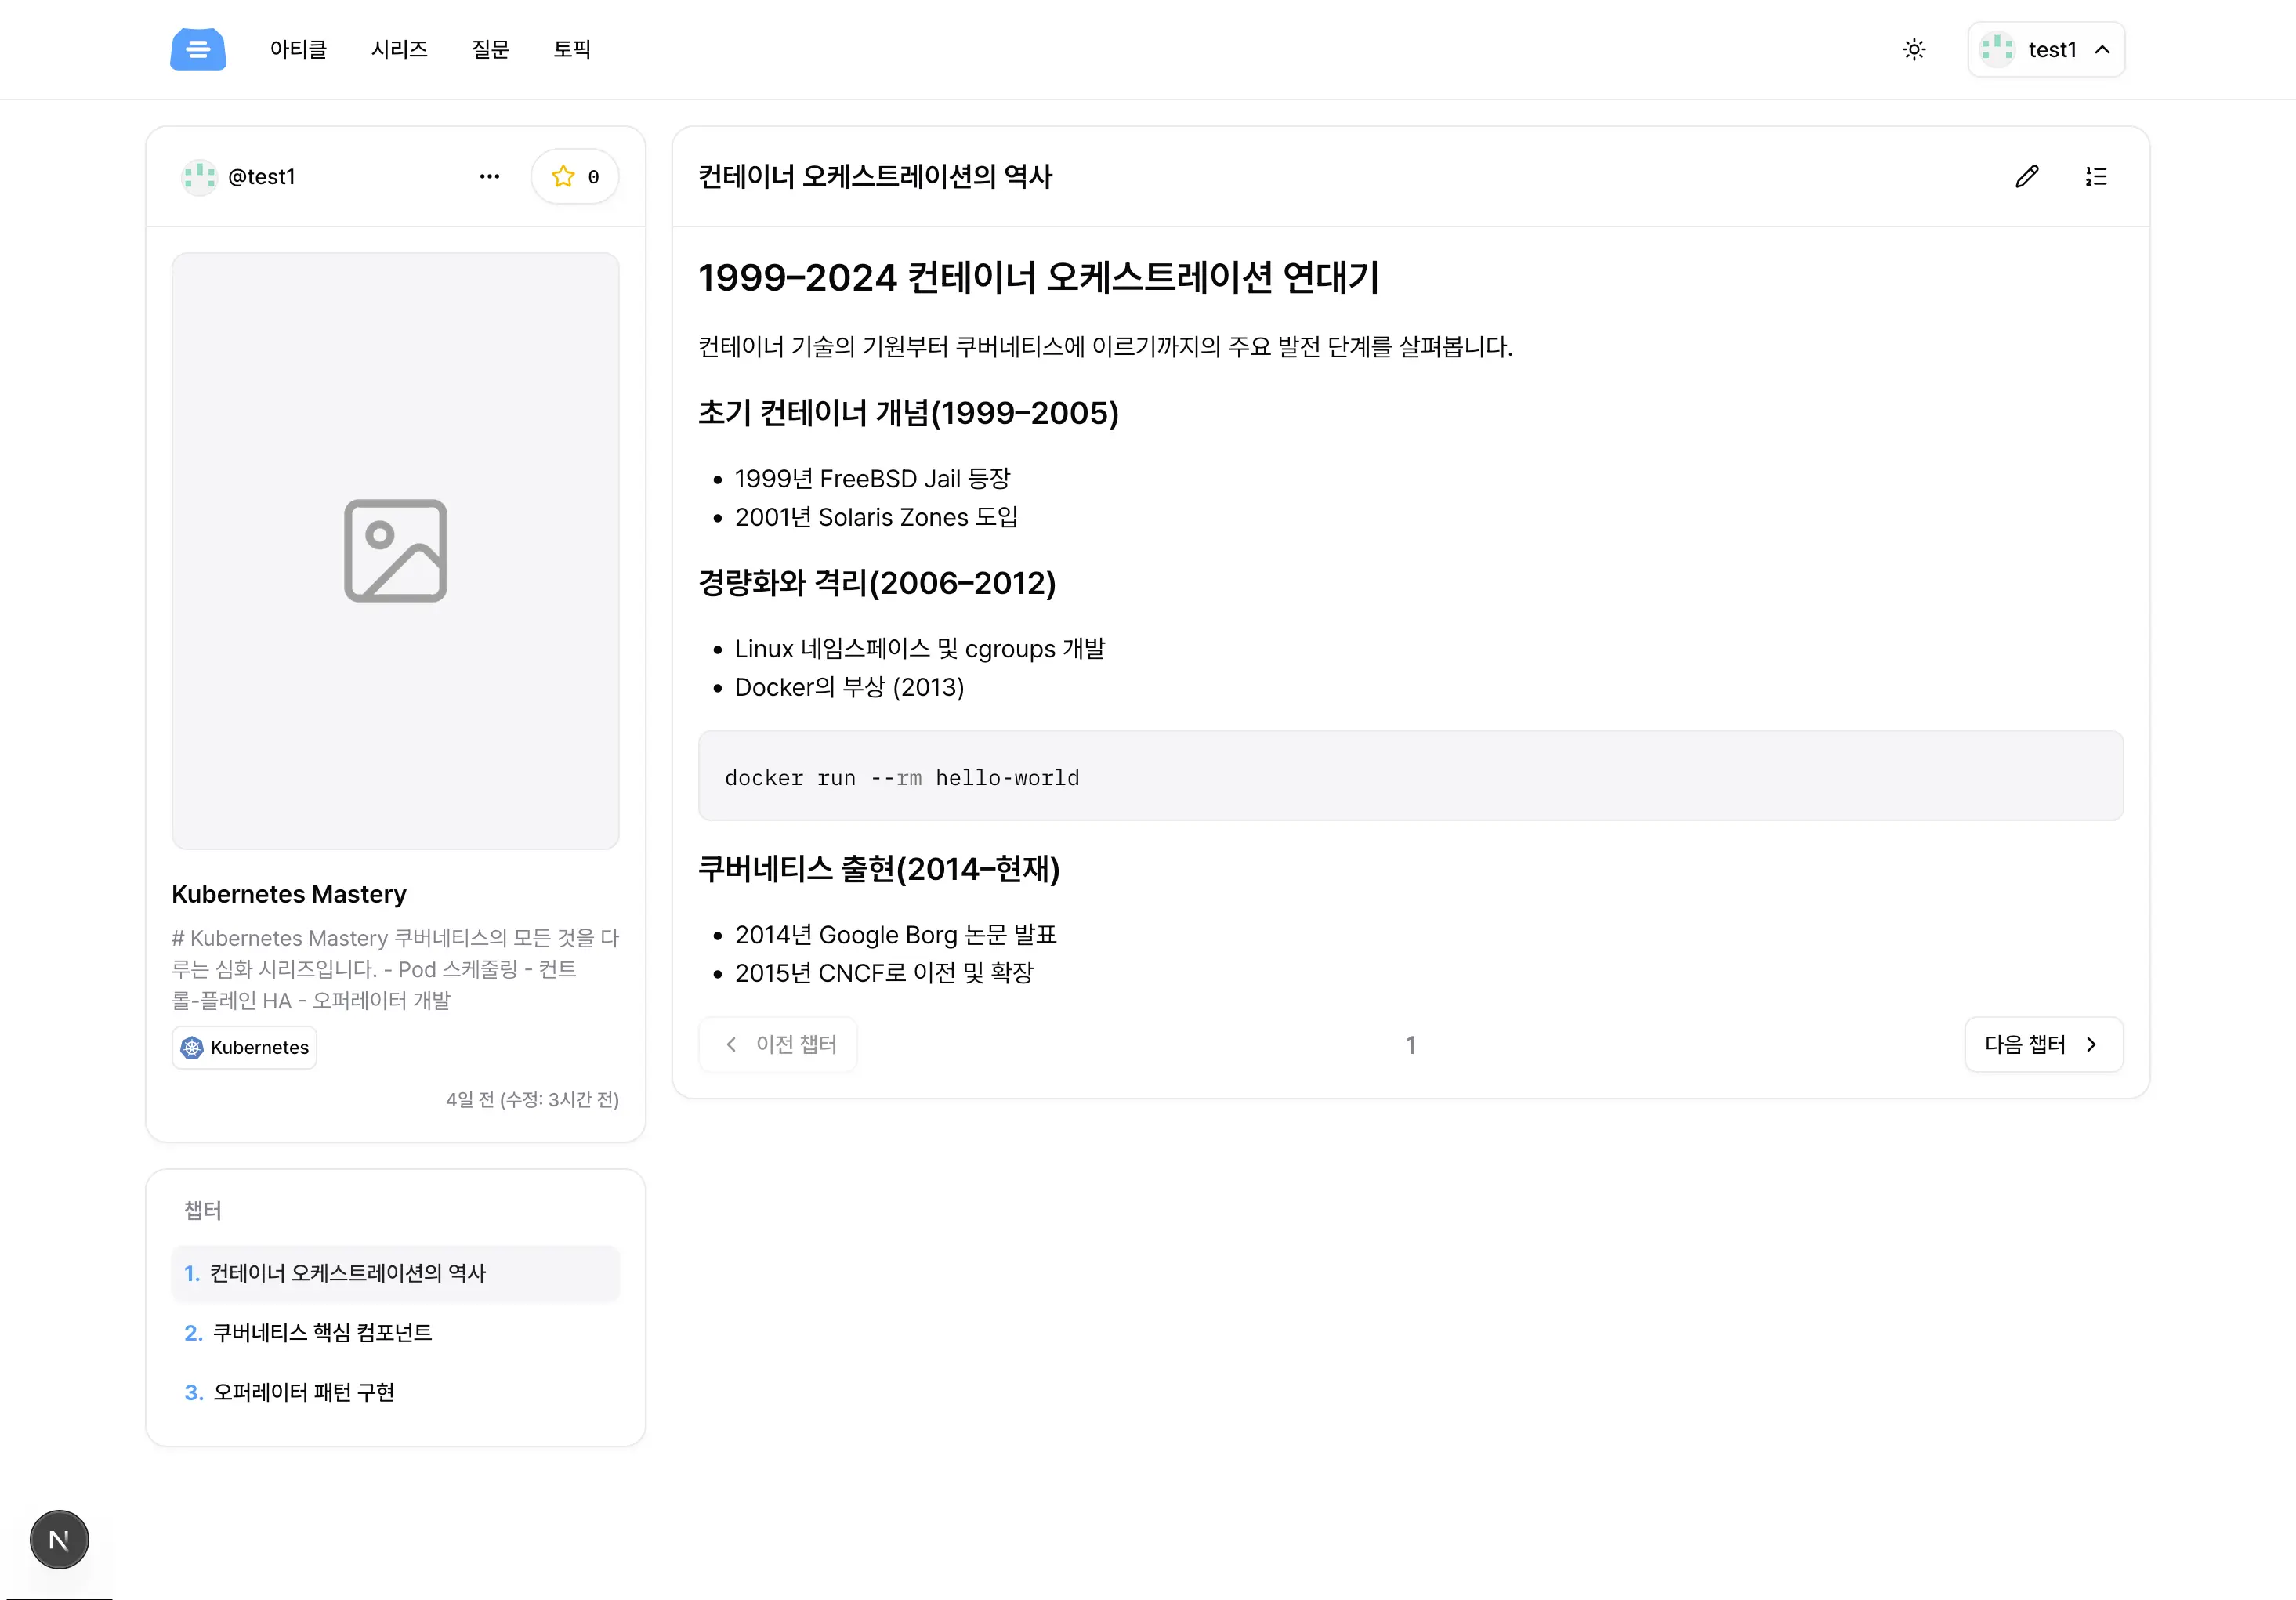 아티클 시리즈 질문 토픽 test1
@test1 0
Kubernetes Mastery
# Kubernetes Mastery 쿠버네티스의 모든 것을 다
루는 심화 시리즈입니다. - Pod 스케줄링 - 컨트
롤-플레인 HA - 오퍼레이터 개발
Kubernetes
4일 전 (수정: 3시간 전)
챕터
1. 컨테이너 오케스트레이션의 역사
2. 쿠버네티스 핵심 컴포넌트
3. 오퍼레이터 패턴 구현
컨테이너 오케스트레이션의 역사
1999–2024 컨테이너 오케스트레이션 연대기
컨테이너 기술의 기원부터 쿠버네티스에 이르기까지의 주요 발전 단계를 살펴봅니다.
초기 컨테이너 개념(1999–2005)
• 1999년 FreeBSD Jail 등장
• 2001년 Solaris Zones 도입
경량화와 격리(2006–2012)
• Linux 네임스페이스 및 cgroups 개발
• Docker의 부상 (2013)
docker run --rm hello-world
쿠버네티스 출현(2014–현재)
• 2014년 Google Borg 논문 발표
• 2015년 CNCF로 이전 및 확장
이전 챕터 1 다음 챕터
N